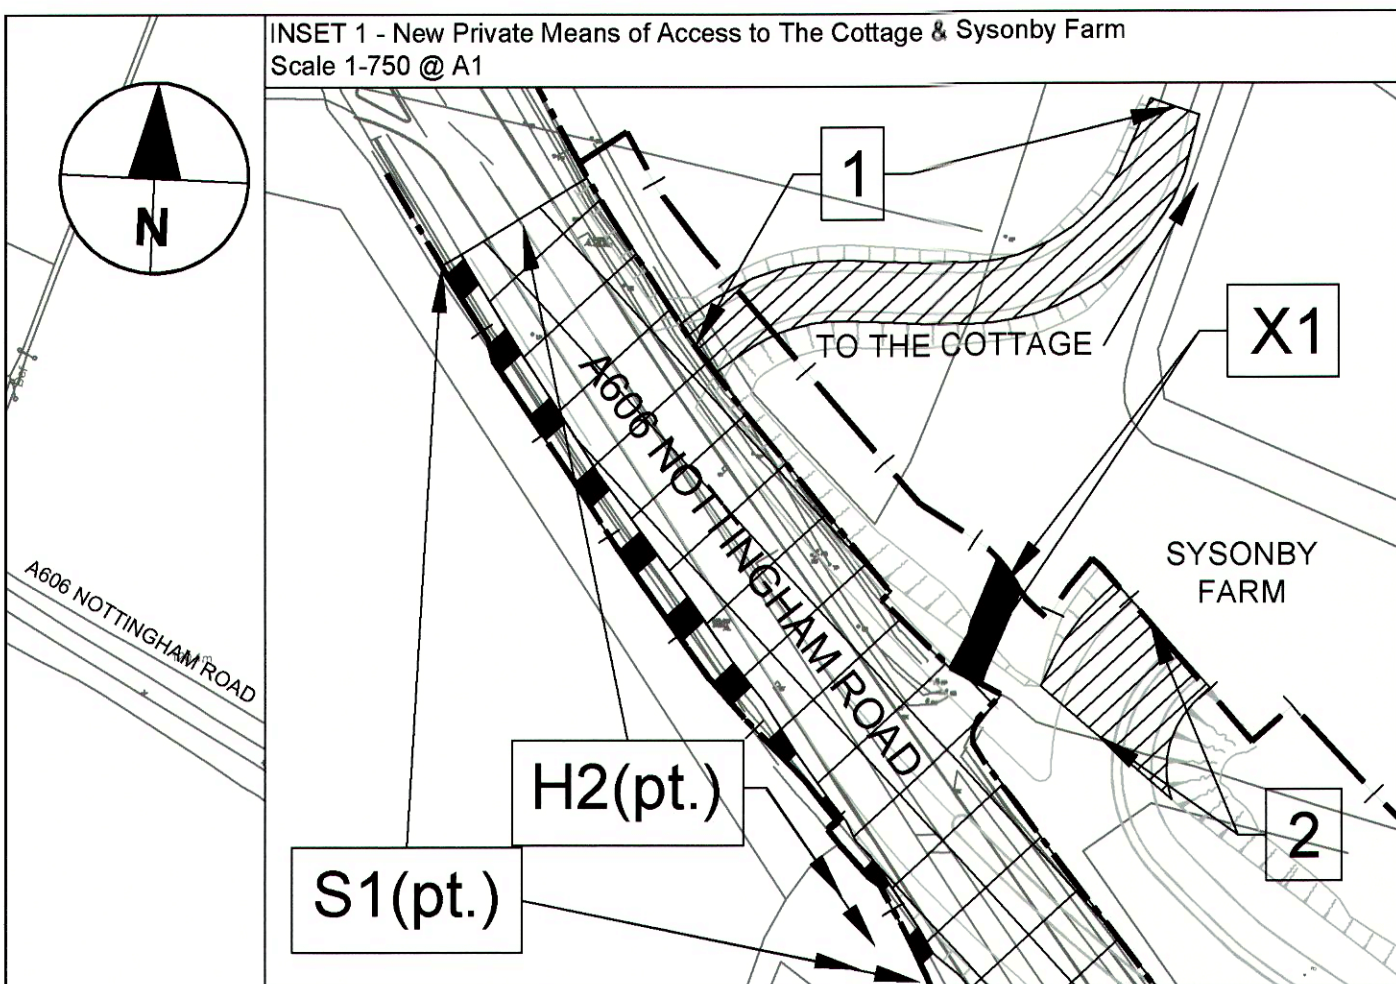 INSET 1 - New Private Means of Access to The Cottage & Sysonby Farm
Scale 1-750 @ A1
N
1
X1
TO THE COTTAGE
A606 NOTTINGHAM ROAD
SYSONBY
FARM
A606 NOTTINGHAM ROAD
H2(pt.)
2
S1(pt.)